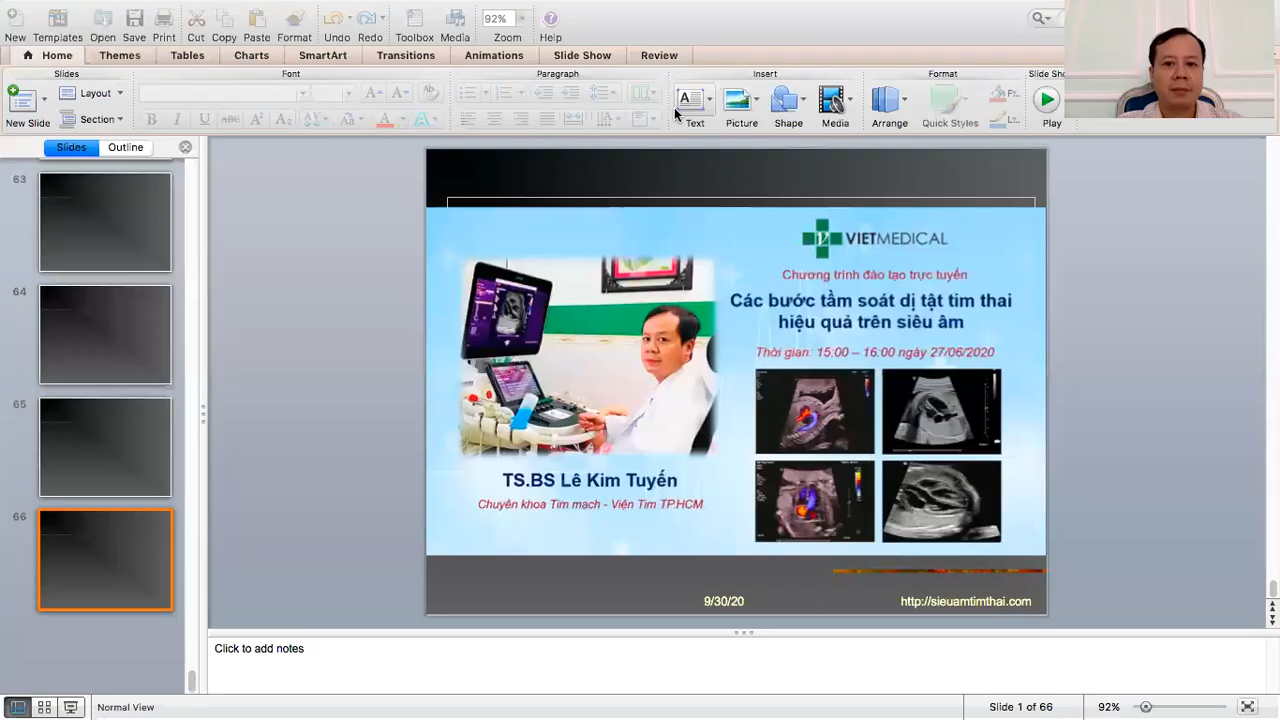 New Templates Open Save Print Cut Copy Paste Format Undo Redo Toolbox Media Zoom Help
92%
Home Themes Tables Charts SmartArt Transitions Animations Slide Show Review
Slides Font Paragraph Insert Format Slide Sho
New Slide Layout Section
Text Picture Shape Media Arrange Quick Styles Play
Slides Outline
63
64
65
66
VIETMEDICAL
Chương trình đào tạo trực tuyến
Các bước tầm soát dị tật tim thai
hiệu quả trên siêu âm
Thời gian: 15:00 – 16:00 ngày 27/06/2020
TS.BS Lê Kim Tuyến
Chuyên khoa Tim mạch - Viện Tim TP.HCM
9/30/20 http://sieuamtimthai.com
Click to add notes
Normal View Slide 1 of 66 92%